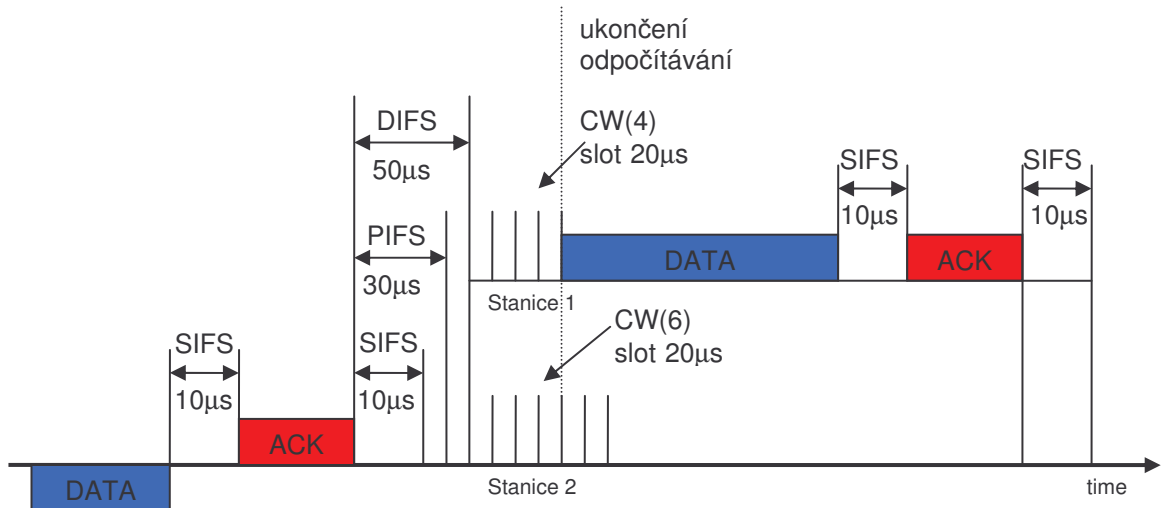 ukončení
odpočítávání
DIFS
50µs
CW(4)
slot 20µs
SIFS
10µs
SIFS
10µs
PIFS
30µs
DATA
ACK
Stanice 1
CW(6)
slot 20µs
SIFS
10µs
SIFS
10µs
ACK
DATA
Stanice 2
time